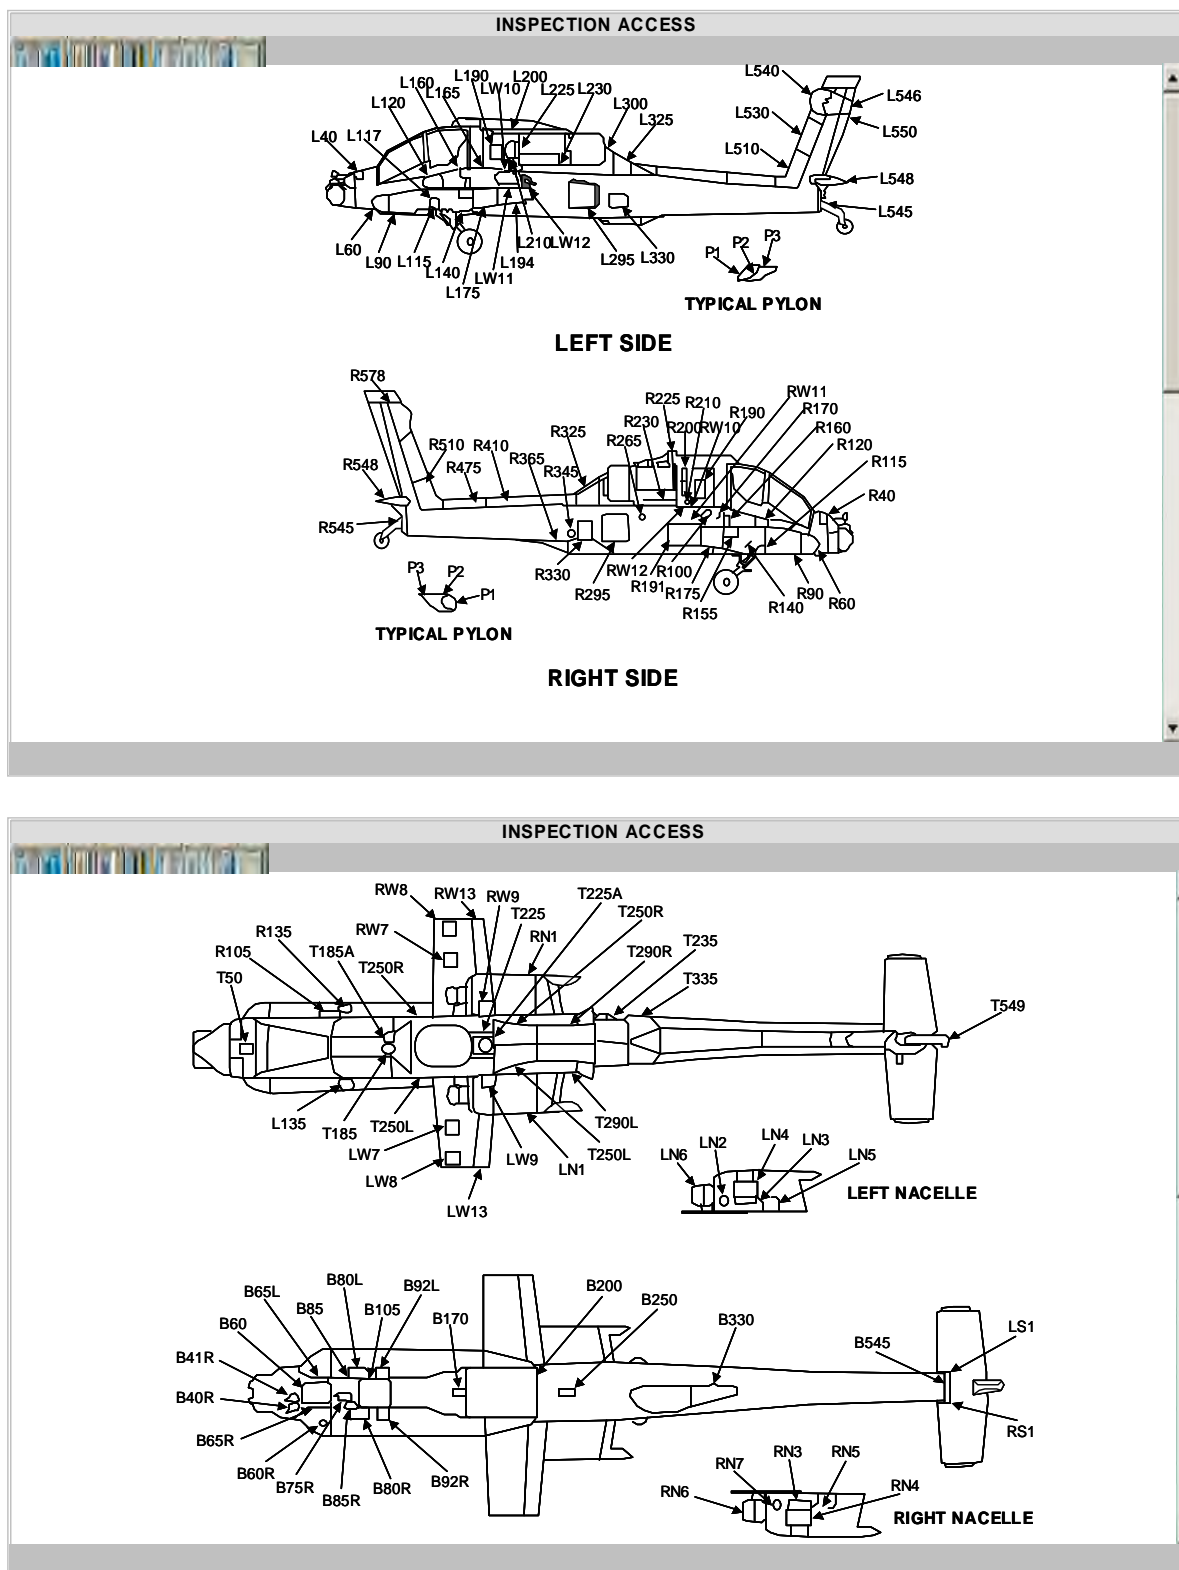 INSPECTION ACCESS
L190 L200 L540
L160 LW10 L225 L230 L546
L165 L300
L120 L530 L550
L117 L325
L40 L510
L548
L545
L60 L90 L115 L140 L175 LW11 L194 L210 LW12 L295 L330
P1 P2 P3
TYPICAL PYLON
LEFT SIDE
R578
R225 R210 RW11
R230 R200 RW10 R190 R170
R325 R265 R160
R510 R410 R365 R120
R548 R475 R345 R115
R40
R545
R330 R295 RW12 R191 R100 R175 R155 R140 R90 R60
P3 P2 P1
TYPICAL PYLON
RIGHT SIDE
INSPECTION ACCESS
RW8 RW13 RW9 T225A
RW7 T225 T250R
R135 RN1 T235
R105 T185A T290R
T50 T250R T335
T549
L135 T185 T250L T290L
LW7 LW9 LN1 T250L
LW8
LW13
LN6 LN2 LN4 LN3 LN5
LEFT NACELLE
B65L B80L B92L B200
B85 B105 B170 B250
B60 B330 LS1
B41R B545
B40R
B65R RS1
B60R B75R B85R B80R B92R
RN7 RN3 RN5
RN6 RN4
RIGHT NACELLE